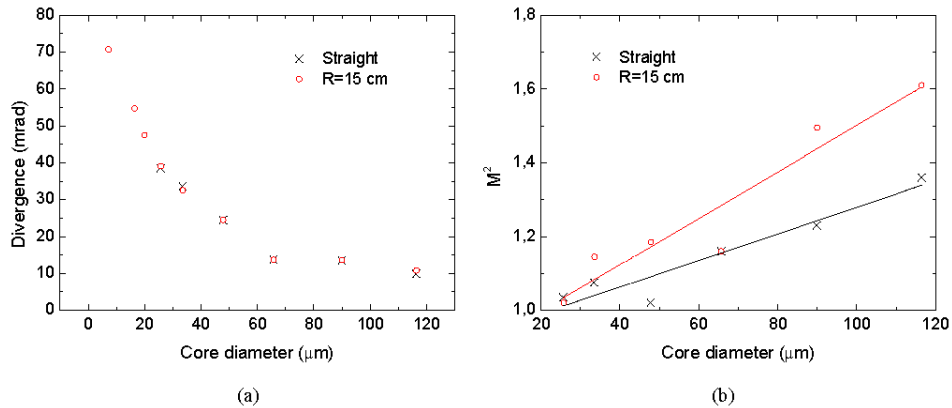 80
70
60
50
40
30
20
10
0
Divergence (mrad)
Straight
R=15 cm
0 20 40 60 80 100 120
Core diameter (μm)
(a)
1,8
1,6
1,4
1,2
1,0
M²
Straight
R=15 cm
20 40 60 80 100 120
Core diameter (μm)
(b)